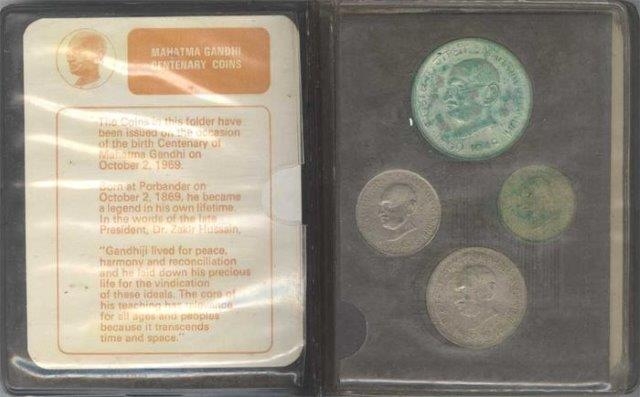 MAHATMA GANDHI
CENTENARY COINS
The Coins in this folder have
been issued on the occasion
of the birth Centenary of
Mahatma Gandhi on
October 2, 1969.
Born at Porbandar on
October 2, 1869, he became
a legend in his own lifetime.
In the words of the late
President, Dr. Zakir Hussain,
"Gandhiji lived for peace,
harmony and reconciliation
and he laid down his precious
life for the vindication
of these ideals. The core of
his teaching has relevance
for all ages and peoples
because it transcends
time and space."